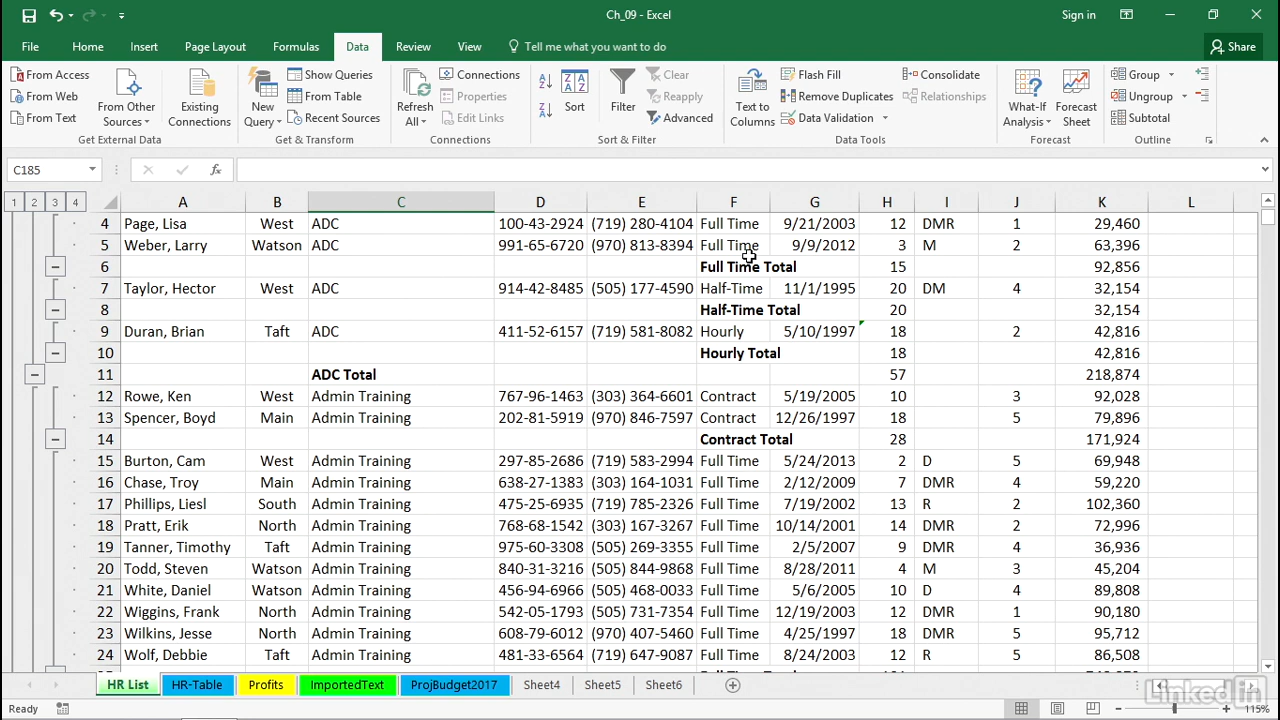 Ch_09 - Excel
Sign in
File Home Insert Page Layout Formulas Data Review View Tell me what you want to do Share
From Access
From Web
From Text
From Other Sources
Existing Connections
Get External Data
New Query
Show Queries
From Table
Recent Sources
Get & Transform
Refresh All
Connections
Properties
Edit Links
Connections
Sort
Filter
Clear
Reapply
Advanced
Sort & Filter
Text to Columns
Flash Fill
Remove Duplicates
Data Validation
Consolidate
Relationships
Data Tools
What-If Analysis
Forecast Sheet
Forecast
Group
Ungroup
Subtotal
Outline
C185 fx
1 2 3 4 A B C D E F G H I J K L
4 Page, Lisa West ADC 100-43-2924 (719) 280-4104 Full Time 9/21/2003 12 DMR 1 29,460
5 Weber, Larry Watson ADC 991-65-6720 (970) 813-8394 Full Time 9/9/2012 3 M 2 63,396
6 Full Time Total 15 92,856
7 Taylor, Hector West ADC 914-42-8485 (505) 177-4590 Half-Time 11/1/1995 20 DM 4 32,154
8 Half-Time Total 20 32,154
9 Duran, Brian Taft ADC 411-52-6157 (719) 581-8082 Hourly 5/10/1997 18 2 42,816
10 Hourly Total 18 42,816
11 ADC Total 57 218,874
12 Rowe, Ken West Admin Training 767-96-1463 (303) 364-6601 Contract 5/19/2005 10 3 92,028
13 Spencer, Boyd Main Admin Training 202-81-5919 (970) 846-7597 Contract 12/26/1997 18 5 79,896
14 Contract Total 28 171,924
15 Burton, Cam West Admin Training 297-85-2686 (719) 583-2994 Full Time 5/24/2013 2 D 5 69,948
16 Chase, Troy Main Admin Training 638-27-1383 (303) 164-1031 Full Time 2/12/2009 7 DMR 4 59,220
17 Phillips, Liesl South Admin Training 475-25-6935 (719) 785-2326 Full Time 7/19/2002 13 R 2 102,360
18 Pratt, Erik North Admin Training 768-68-1542 (303) 167-3267 Full Time 10/14/2001 14 DMR 2 72,996
19 Tanner, Timothy Taft Admin Training 975-60-3308 (505) 269-3355 Full Time 2/5/2007 9 DMR 4 36,936
20 Todd, Steven Watson Admin Training 840-31-3216 (505) 844-9868 Full Time 8/28/2011 4 M 3 45,204
21 White, Daniel Watson Admin Training 456-94-6966 (505) 468-0033 Full Time 5/6/2005 10 D 4 89,808
22 Wiggins, Frank North Admin Training 542-05-1793 (505) 731-7354 Full Time 12/19/2003 12 DMR 1 90,180
23 Wilkins, Jesse North Admin Training 608-79-6012 (970) 407-5460 Full Time 4/25/1997 18 DMR 5 95,712
24 Wolf, Debbie Taft Admin Training 481-33-6564 (719) 647-9087 Full Time 8/24/2003 12 R 5 86,508
HR List HR-Table Profits ImportedText ProjBudget2017 Sheet4 Sheet5 Sheet6
LinkedIn
Ready 115%